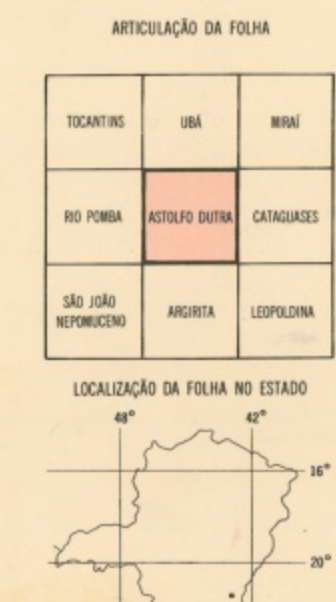 ARTICULAÇÃO DA FOLHA
TOCANTINS UBÁ MIRAÍ
RIO POMBA ASTOLFO DUTRA CATAGUASES
SÃO JOÃO
NEPOMUCENO ARGIRITA LEOPOLDINA
LOCALIZAÇÃO DA FOLHA NO ESTADO
48° 42°
16°
20°